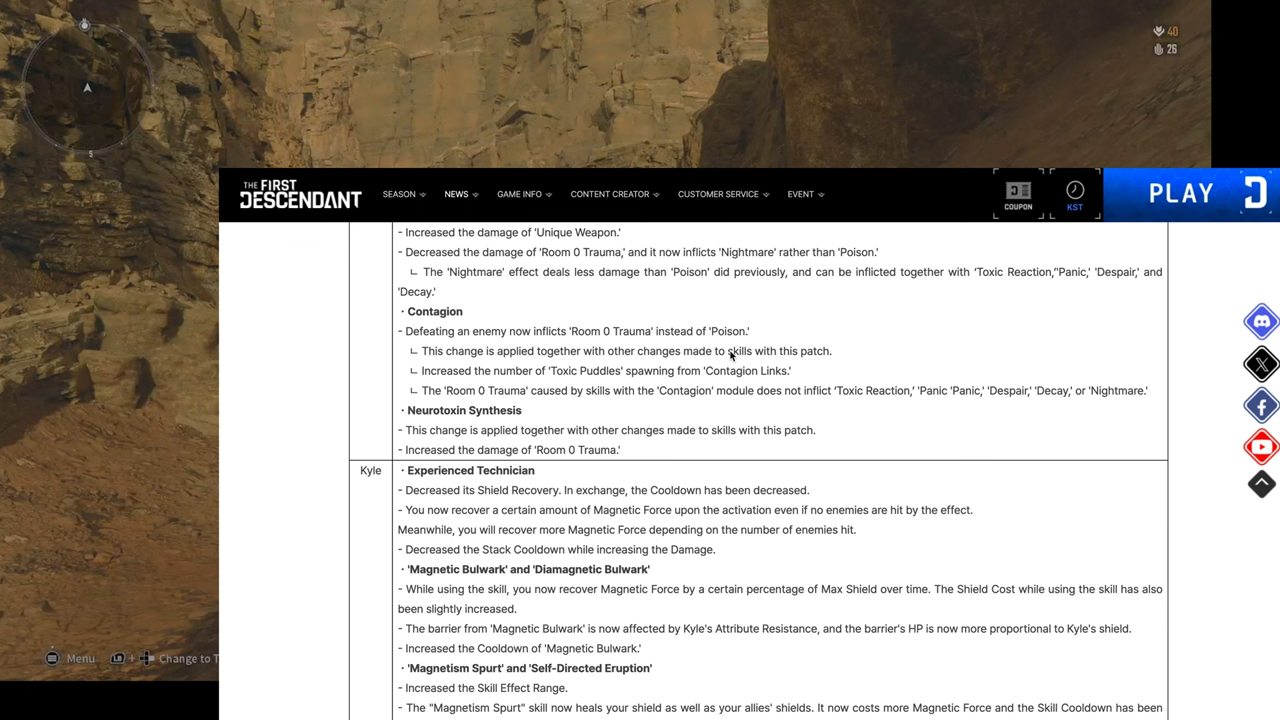 40
26
S
THE FIRST DESCENDANT
SEASON
NEWS
GAME INFO
CONTENT CREATOR
CUSTOMER SERVICE
EVENT
COUPON
KST
PLAY
- Increased the damage of 'Unique Weapon.'
- Decreased the damage of 'Room 0 Trauma,' and it now inflicts 'Nightmare' rather than 'Poison.'
ㄴ The 'Nightmare' effect deals less damage than 'Poison' did previously, and can be inflicted together with ‘Toxic Reaction,’'Panic,' 'Despair,' and
'Decay.'
· Contagion
- Defeating an enemy now inflicts 'Room 0 Trauma' instead of 'Poison.'
ㄴ This change is applied together with other changes made to skills with this patch.
ㄴ Increased the number of 'Toxic Puddles' spawning from 'Contagion Links.'
ㄴ The 'Room 0 Trauma' caused by skills with the 'Contagion' module does not inflict ‘Toxic Reaction,’ 'Panic 'Panic,' 'Despair,' 'Decay,' or 'Nightmare.'
· Neurotoxin Synthesis
- This change is applied together with other changes made to skills with this patch.
- Increased the damage of 'Room 0 Trauma.'
Kyle
· Experienced Technician
- Decreased its Shield Recovery. In exchange, the Cooldown has been decreased.
- You now recover a certain amount of Magnetic Force upon the activation even if no enemies are hit by the effect.
Meanwhile, you will recover more Magnetic Force depending on the number of enemies hit.
- Decreased the Stack Cooldown while increasing the Damage.
· 'Magnetic Bulwark' and 'Diamagnetic Bulwark'
- While using the skill, you now recover Magnetic Force by a certain percentage of Max Shield over time. The Shield Cost while using the skill has also
been slightly increased.
- The barrier from 'Magnetic Bulwark' is now affected by Kyle's Attribute Resistance, and the barrier's HP is now more proportional to Kyle's shield.
- Increased the Cooldown of 'Magnetic Bulwark.'
· 'Magnetism Spurt' and 'Self-Directed Eruption'
- Increased the Skill Effect Range.
- The "Magnetism Spurt" skill now heals your shield as well as your allies' shields. It now costs more Magnetic Force and the Skill Cooldown has been
Menu
+
Change to T